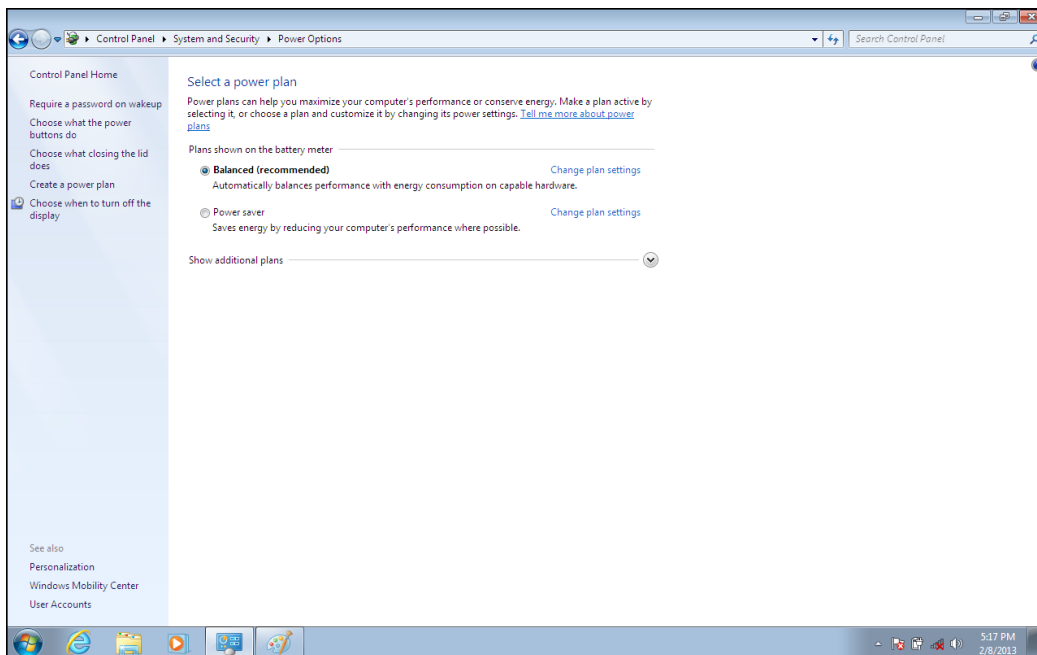 Control Panel System and Security Power Options
Search Control Panel
Control Panel Home
Require a password on wakeup
Choose what the power
buttons do
Choose what closing the lid
does
Create a power plan
Choose when to turn off the
display
Select a power plan
Power plans can help you maximize your computer's performance or conserve energy. Make a plan active by
selecting it, or choose a plan and customize it by changing its power settings. Tell me more about power
plans
Plans shown on the battery meter
Balanced (recommended) Change plan settings
Automatically balances performance with energy consumption on capable hardware.
Power saver Change plan settings
Saves energy by reducing your computer's performance where possible.
Show additional plans
See also
Personalization
Windows Mobility Center
User Accounts
5:17 PM
2/8/2013